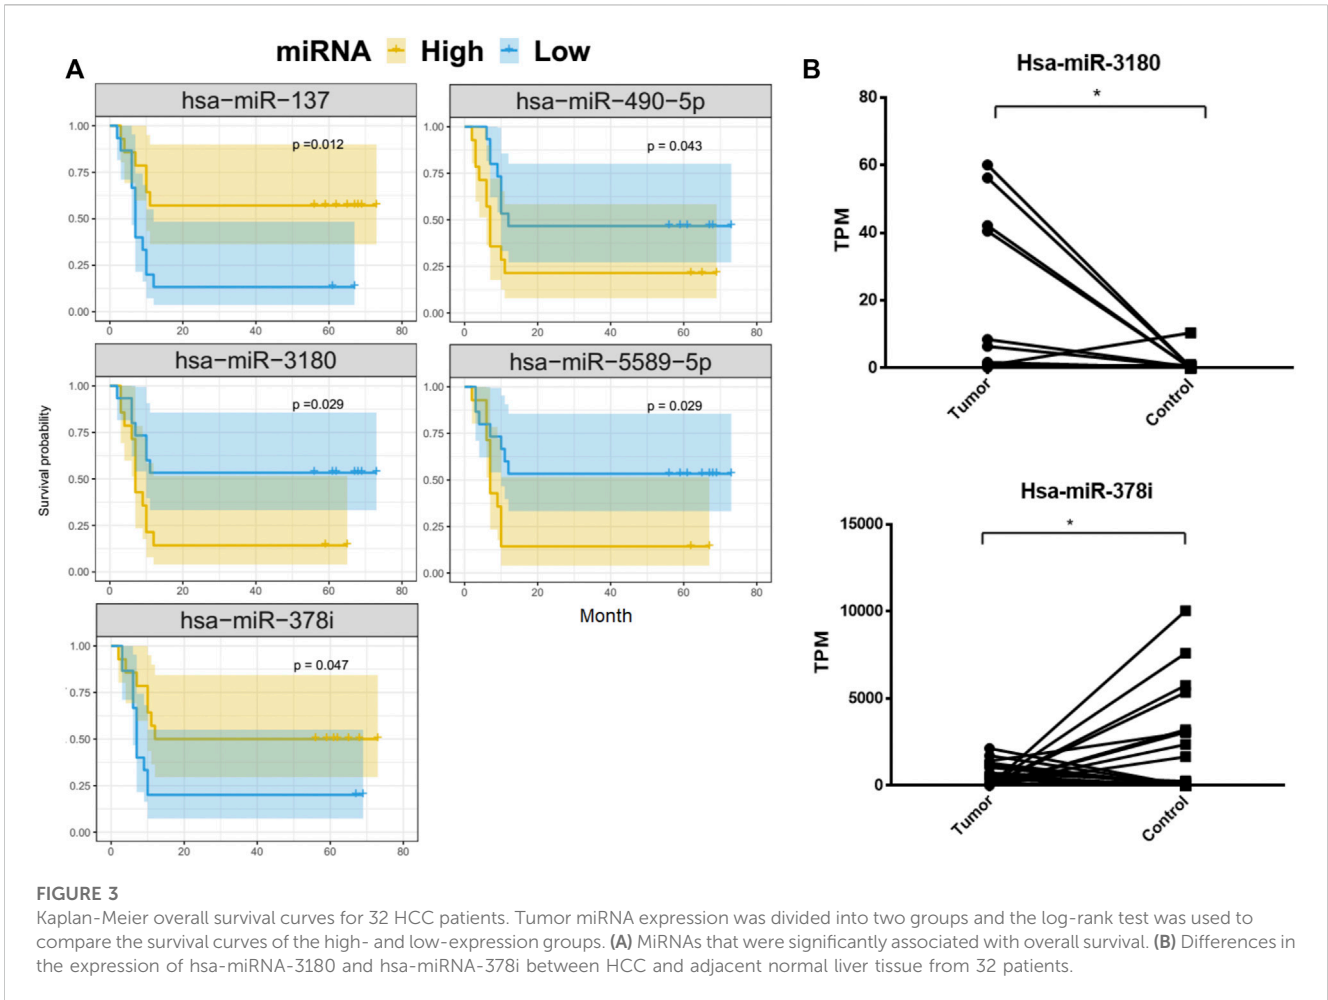 miRNA High Low
A
hsa−miR−137
p =0.012
1.00
0.75
0.50
0.25
0.00
0 20 40 60 80
hsa−miR−490−5p
p = 0.043
1.00
0.75
0.50
0.25
0.00
0 20 40 60 80
hsa−miR−3180
p =0.029
1.00
0.75
0.50
0.25
0.00
0 20 40 60 80
hsa−miR−5589−5p
p = 0.029
1.00
0.75
0.50
0.25
0.00
0 20 40 60 80
Survival probability
Month
hsa−miR−378i
p = 0.047
1.00
0.75
0.50
0.25
0.00
0 20 40 60 80
B
Hsa-miR-3180
*
TPM
80
60
40
20
0
Tumor Control
Hsa-miR-378i
*
TPM
15000
10000
5000
0
Tumor Control
FIGURE 3
Kaplan-Meier overall survival curves for 32 HCC patients. Tumor miRNA expression was divided into two groups and the log-rank test was used to
compare the survival curves of the high- and low-expression groups. (A) MiRNAs that were significantly associated with overall survival. (B) Differences in
the expression of hsa-miRNA-3180 and hsa-miRNA-378i between HCC and adjacent normal liver tissue from 32 patients.